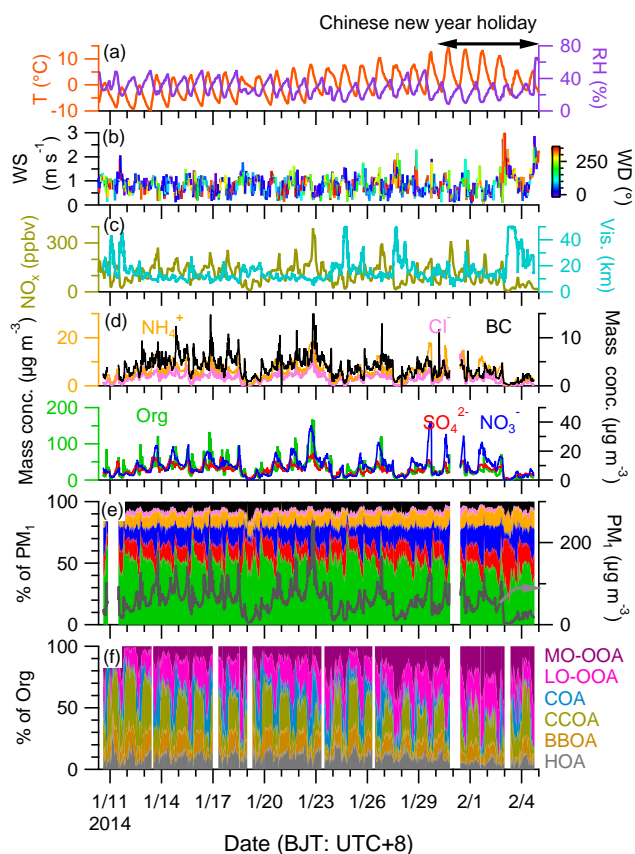 Chinese new year holiday
(a)
T (°C)
10
0
-10
80
40
0
RH (%)
(b)
WS (m s⁻¹)
3
2
1
0
250
0
WD (°)
(c)
NOₓ (ppbv)
300
0
40
20
0
Vis. (km)
(d)
NH₄⁺
Cl⁻
BC
20
0
10
5
0
Mass conc. (µg m⁻³)
Mass conc. (µg m⁻³)
Org
SO₄²⁻
NO₃⁻
200
100
0
40
20
0
(e)
% of PM₁
100
50
0
200
0
PM₁ (µg m⁻³)
(f)
% of Org
100
50
0
MO-OOA
LO-OOA
COA
CCOA
BBOA
HOA
1/11 1/14 1/17 1/20 1/23 1/26 1/29 2/1 2/4
2014
Date (BJT: UTC+8)